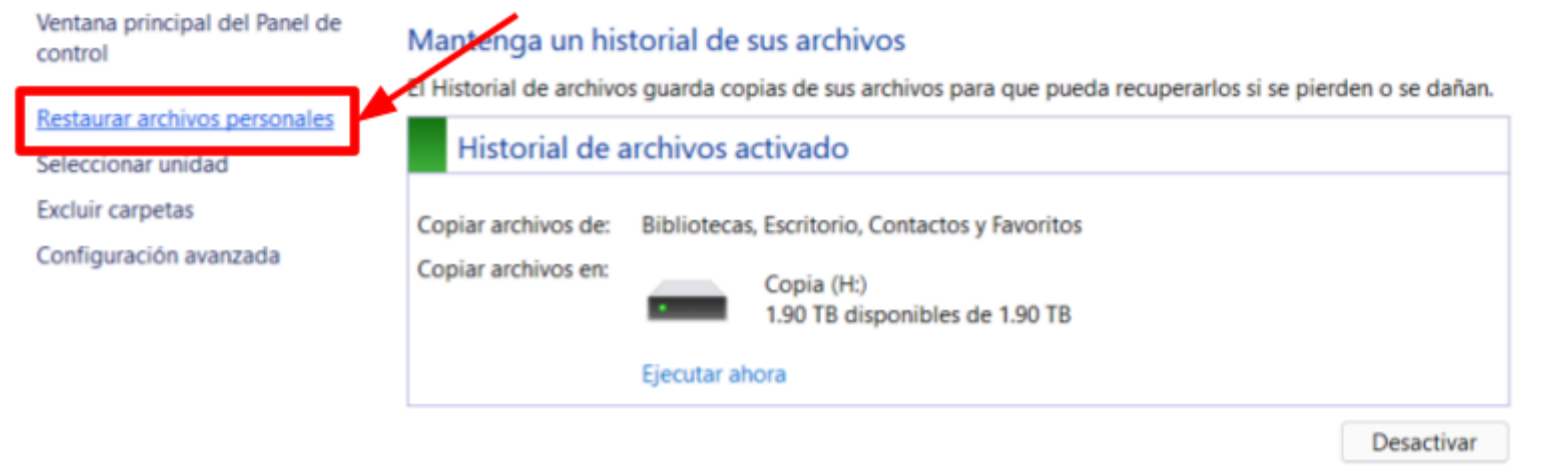 Ventana principal del Panel de
control
Restaurar archivos personales
Seleccionar unidad
Excluir carpetas
Configuración avanzada
Mantenga un historial de sus archivos
El Historial de archivos guarda copias de sus archivos para que pueda recuperarlos si se pierden o se dañan.
Historial de archivos activado
Copiar archivos de: Bibliotecas, Escritorio, Contactos y Favoritos
Copiar archivos en:
Copia (H:)
1.90 TB disponibles de 1.90 TB
Ejecutar ahora
Desactivar